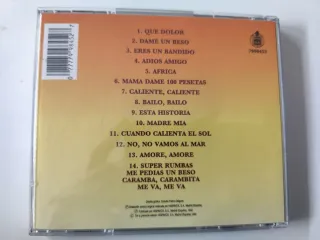 1. QUE DOLOR
2. DAME UN BESO
3. ERES UN BANDIDO
4. ADIOS AMIGO
5. AFRICA
6. MAMA DAME 100 PESETAS
7. CALIENTE, CALIENTE
8. BAILO, BAILO
9. ESTA HISTORIA
10. MADRE MIA
11. CUANDO CALIENTA EL SOL
12. NO, NO VAMOS AL MAR
13. AMORE, AMORE
14. SUPER RUMBAS
ME PEDIAS UN BESO
CARAMBA, CARAMBITA
ME VA, ME VA